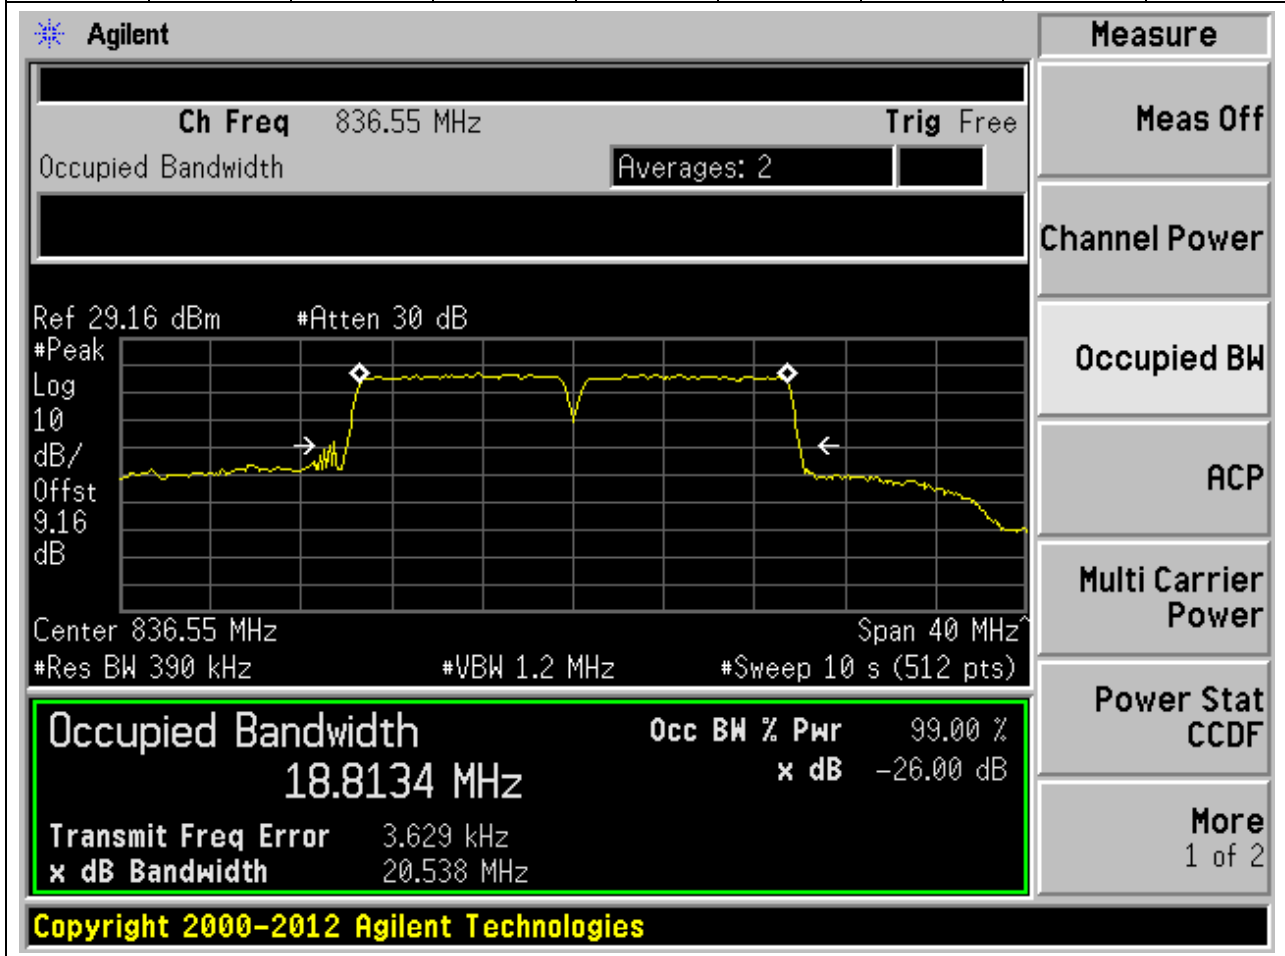 Agilent
Measure
Ch Freq 836.55 MHz Trig Free
Occupied Bandwidth Averages: 2
Meas Off
Channel Power
Occupied BW
ACP
Multi Carrier
Power
Power Stat
CCDF
More
1 of 2
Ref 29.16 dBm #Atten 30 dB
#Peak
Log
10
dB/
Offst
9.16
dB
Center 836.55 MHz Span 40 MHz^
#Res BW 390 kHz #VBW 1.2 MHz #Sweep 10 s (512 pts)
Occupied Bandwidth
18.8134 MHz
Occ BW % Pwr 99.00 %
x dB -26.00 dB
Transmit Freq Error 3.629 kHz
x dB Bandwidth 20.538 MHz
Copyright 2000-2012 Agilent Technologies